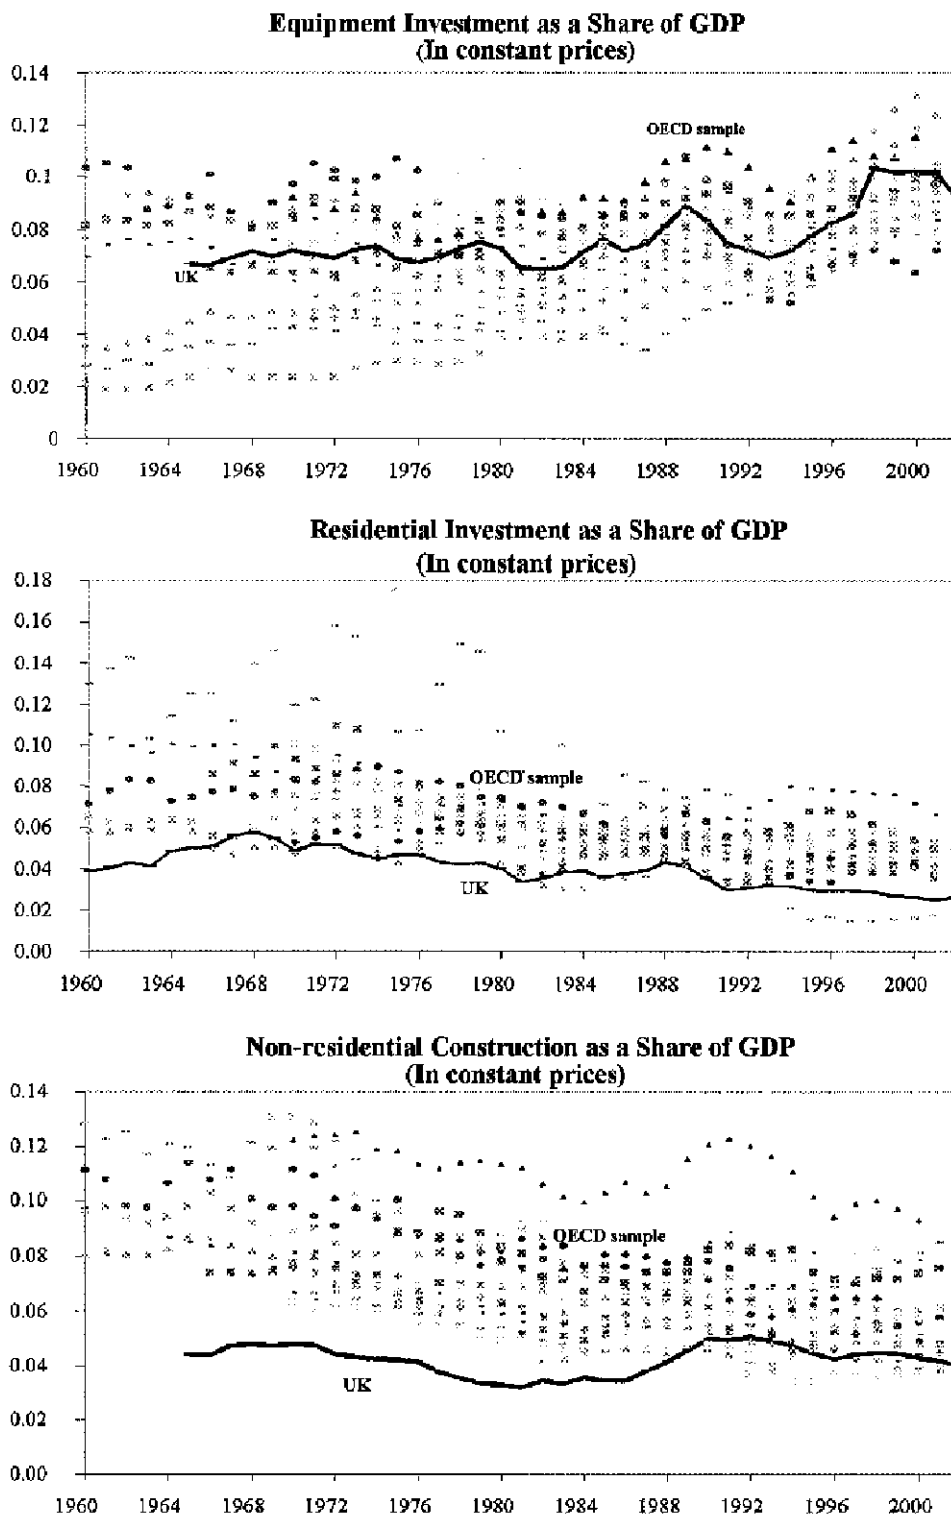 Equipment Investment as a Share of GDP
(In constant prices)
0.14
0.12
OECD sample
0.1
0.08
UK
0.06
0.04
0.02
0
1960 1964 1968 1972 1976 1980 1984 1988 1992 1996 2000
Residential Investment as a Share of GDP
(In constant prices)
0.18
0.16
0.14
0.12
0.10
OECD sample
0.08
0.06
0.04
UK
0.02
0.00
1960 1964 1968 1972 1976 1980 1984 1988 1992 1996 2000
Non-residential Construction as a Share of GDP
(In constant prices)
0.14
0.12
0.10
OECD sample
0.08
0.06
0.04
UK
0.02
0.00
1960 1964 1968 1972 1976 1980 1984 1988 1992 1996 2000